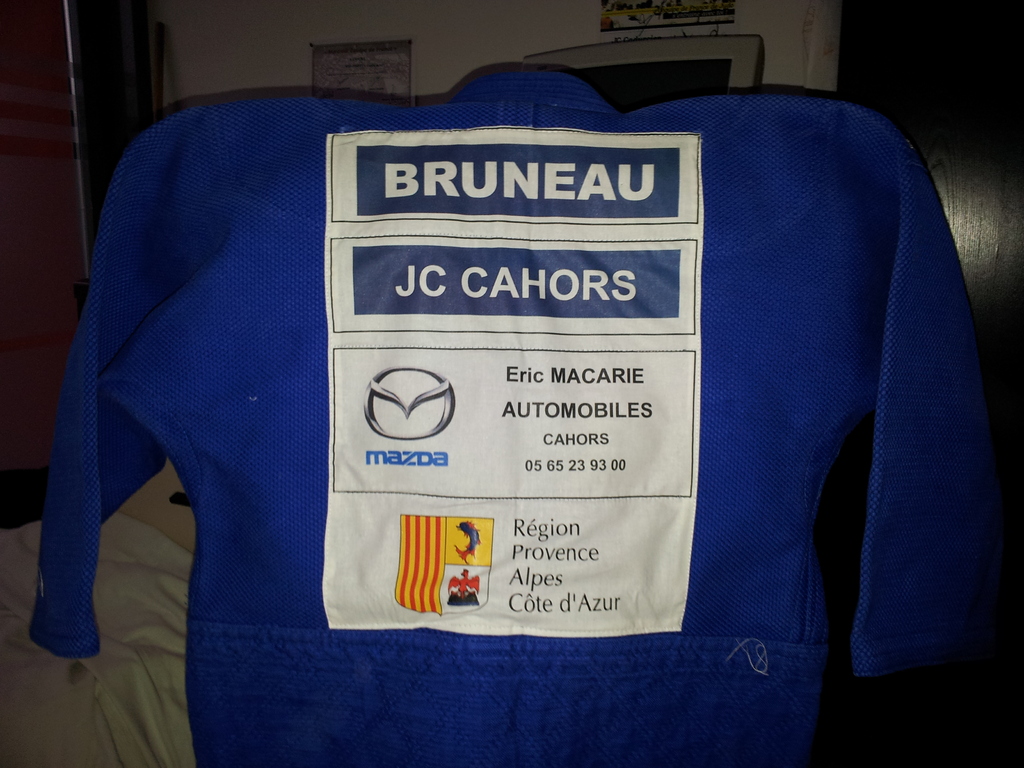 BRUNEAU
JC CAHORS
mazda
Eric MACARIE
AUTOMOBILES
CAHORS
05 65 23 93 00
Région
Provence
Alpes
Côte d'Azur